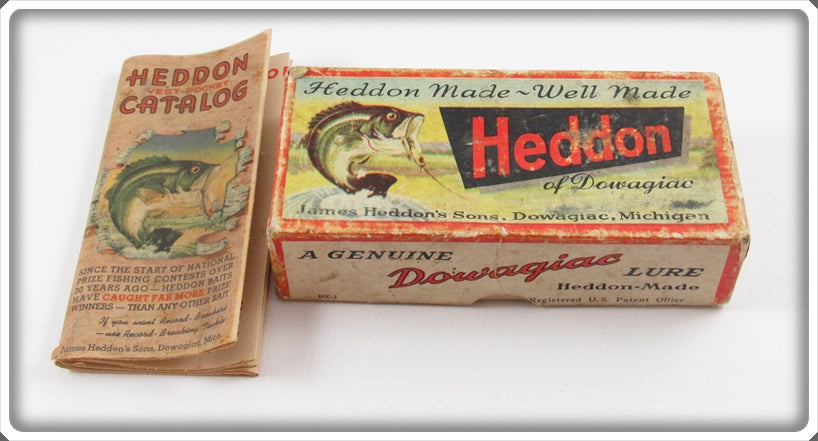 HEDDON
VEST-POCKET
CATALOG
SINCE THE START OF NATIONAL
PRIZE FISHING CONTESTS OVER
30 YEARS AGO — HEDDON BAITS
HAVE CAUGHT FAR MORE PRIZE
WINNERS — THAN ANY OTHER BAIT
If you want Record-Breakers
—use Record-Breaking Tackle
James Heddon's Sons, Dowagiac, Mich.
Heddon Made ~ Well Made
Heddon
of Dowagiac
James Heddon's Sons, Dowagiac, Michigan
A GENUINE Dowagiac LURE
Heddon-Made
BX-1
Registered U.S. Patent Office